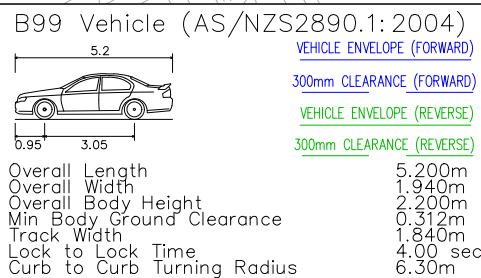 B99 Vehicle (AS/NZS2890.1:2004)
5.2
VEHICLE ENVELOPE (FORWARD)
300mm CLEARANCE (FORWARD)
VEHICLE ENVELOPE (REVERSE)
300mm CLEARANCE (REVERSE)
0.95 3.05
Overall Length 5.200m
Overall Width 1.940m
Overall Body Height 2.200m
Min Body Ground Clearance 0.312m
Track Width 1.840m
Lock to Lock Time 4.00 sec
Curb to Curb Turning Radius 6.30m